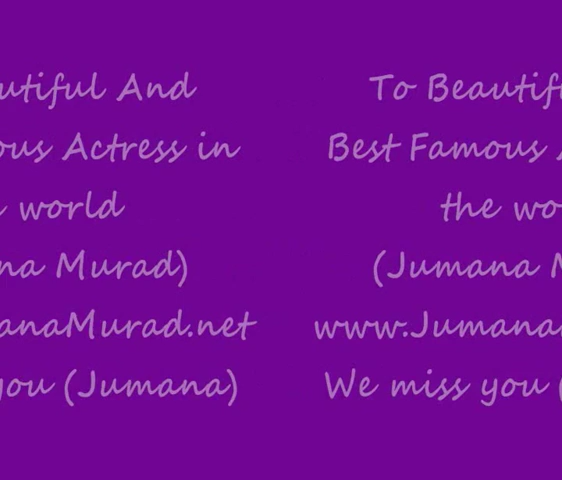 utiful And To Beautif
ous Actress in Best Famous
world the wo
na Murad) (Jumana M
anaMurad.net www.Jumana
you (Jumana) We miss you (